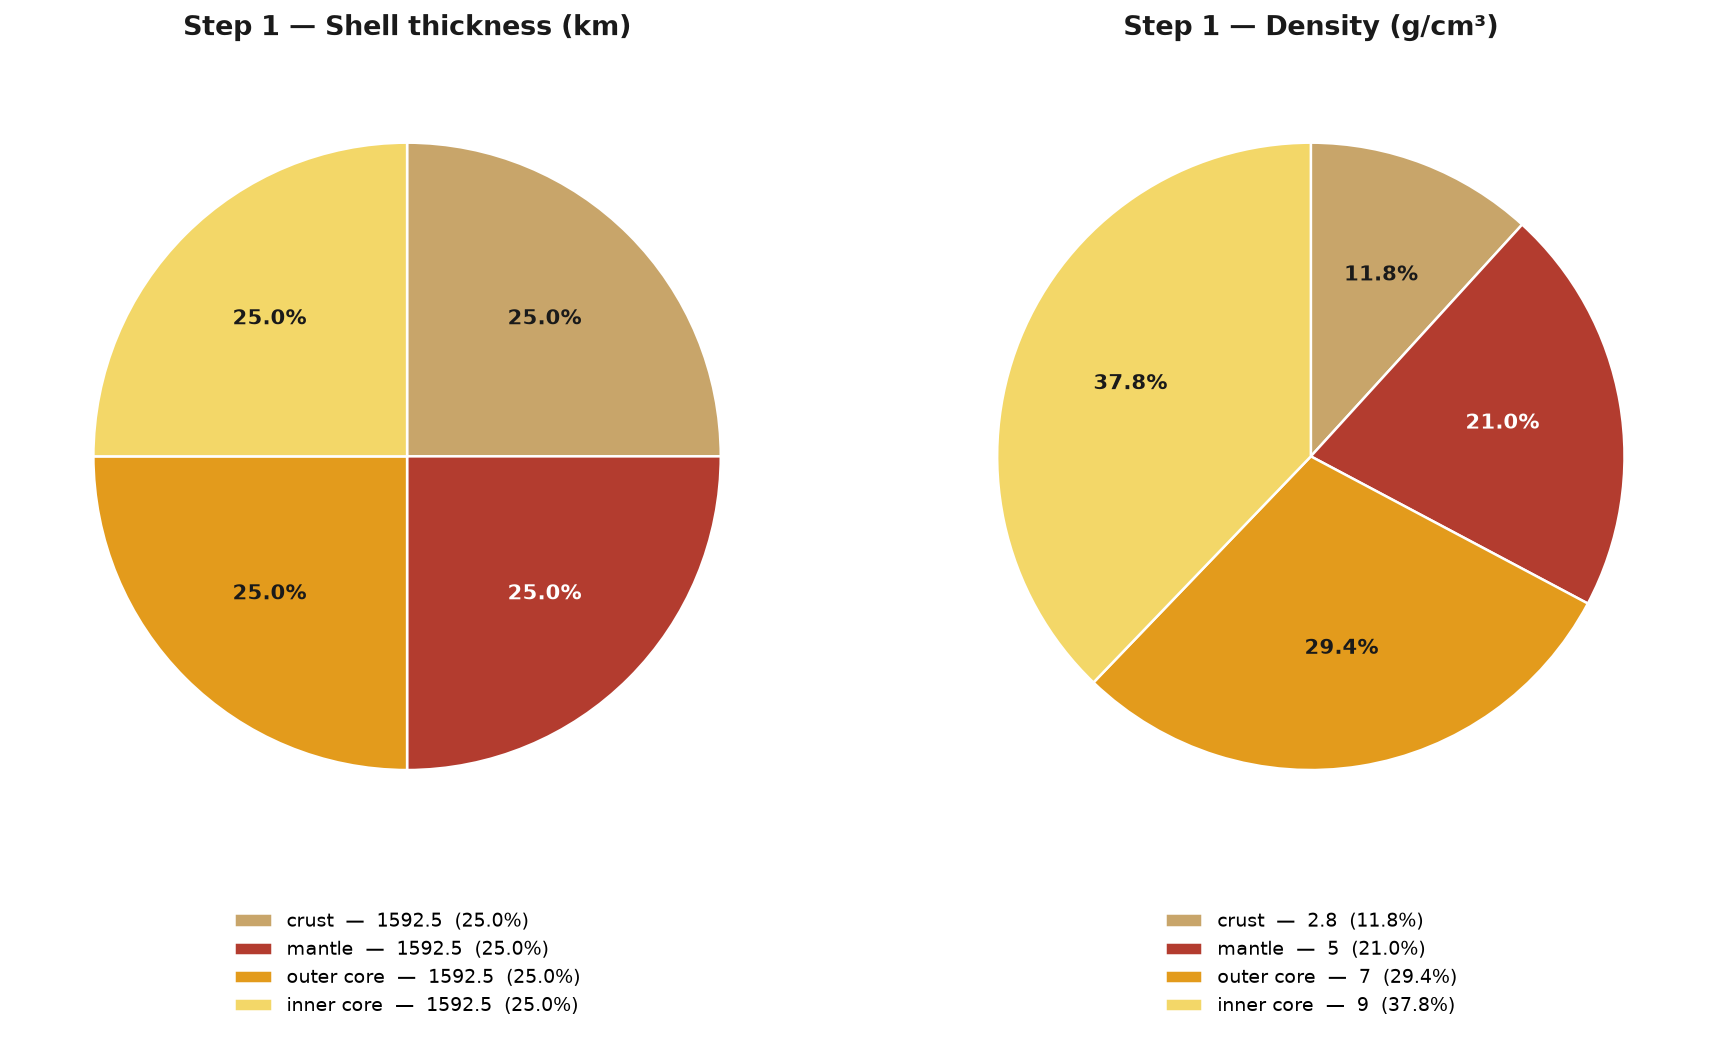 Step 1 — Shell thickness (km)
25.0%
25.0%
25.0%
25.0%
crust — 1592.5 (25.0%)
mantle — 1592.5 (25.0%)
outer core — 1592.5 (25.0%)
inner core — 1592.5 (25.0%)
Step 1 — Density (g/cm³)
11.8%
37.8%
21.0%
29.4%
crust — 2.8 (11.8%)
mantle — 5 (21.0%)
outer core — 7 (29.4%)
inner core — 9 (37.8%)